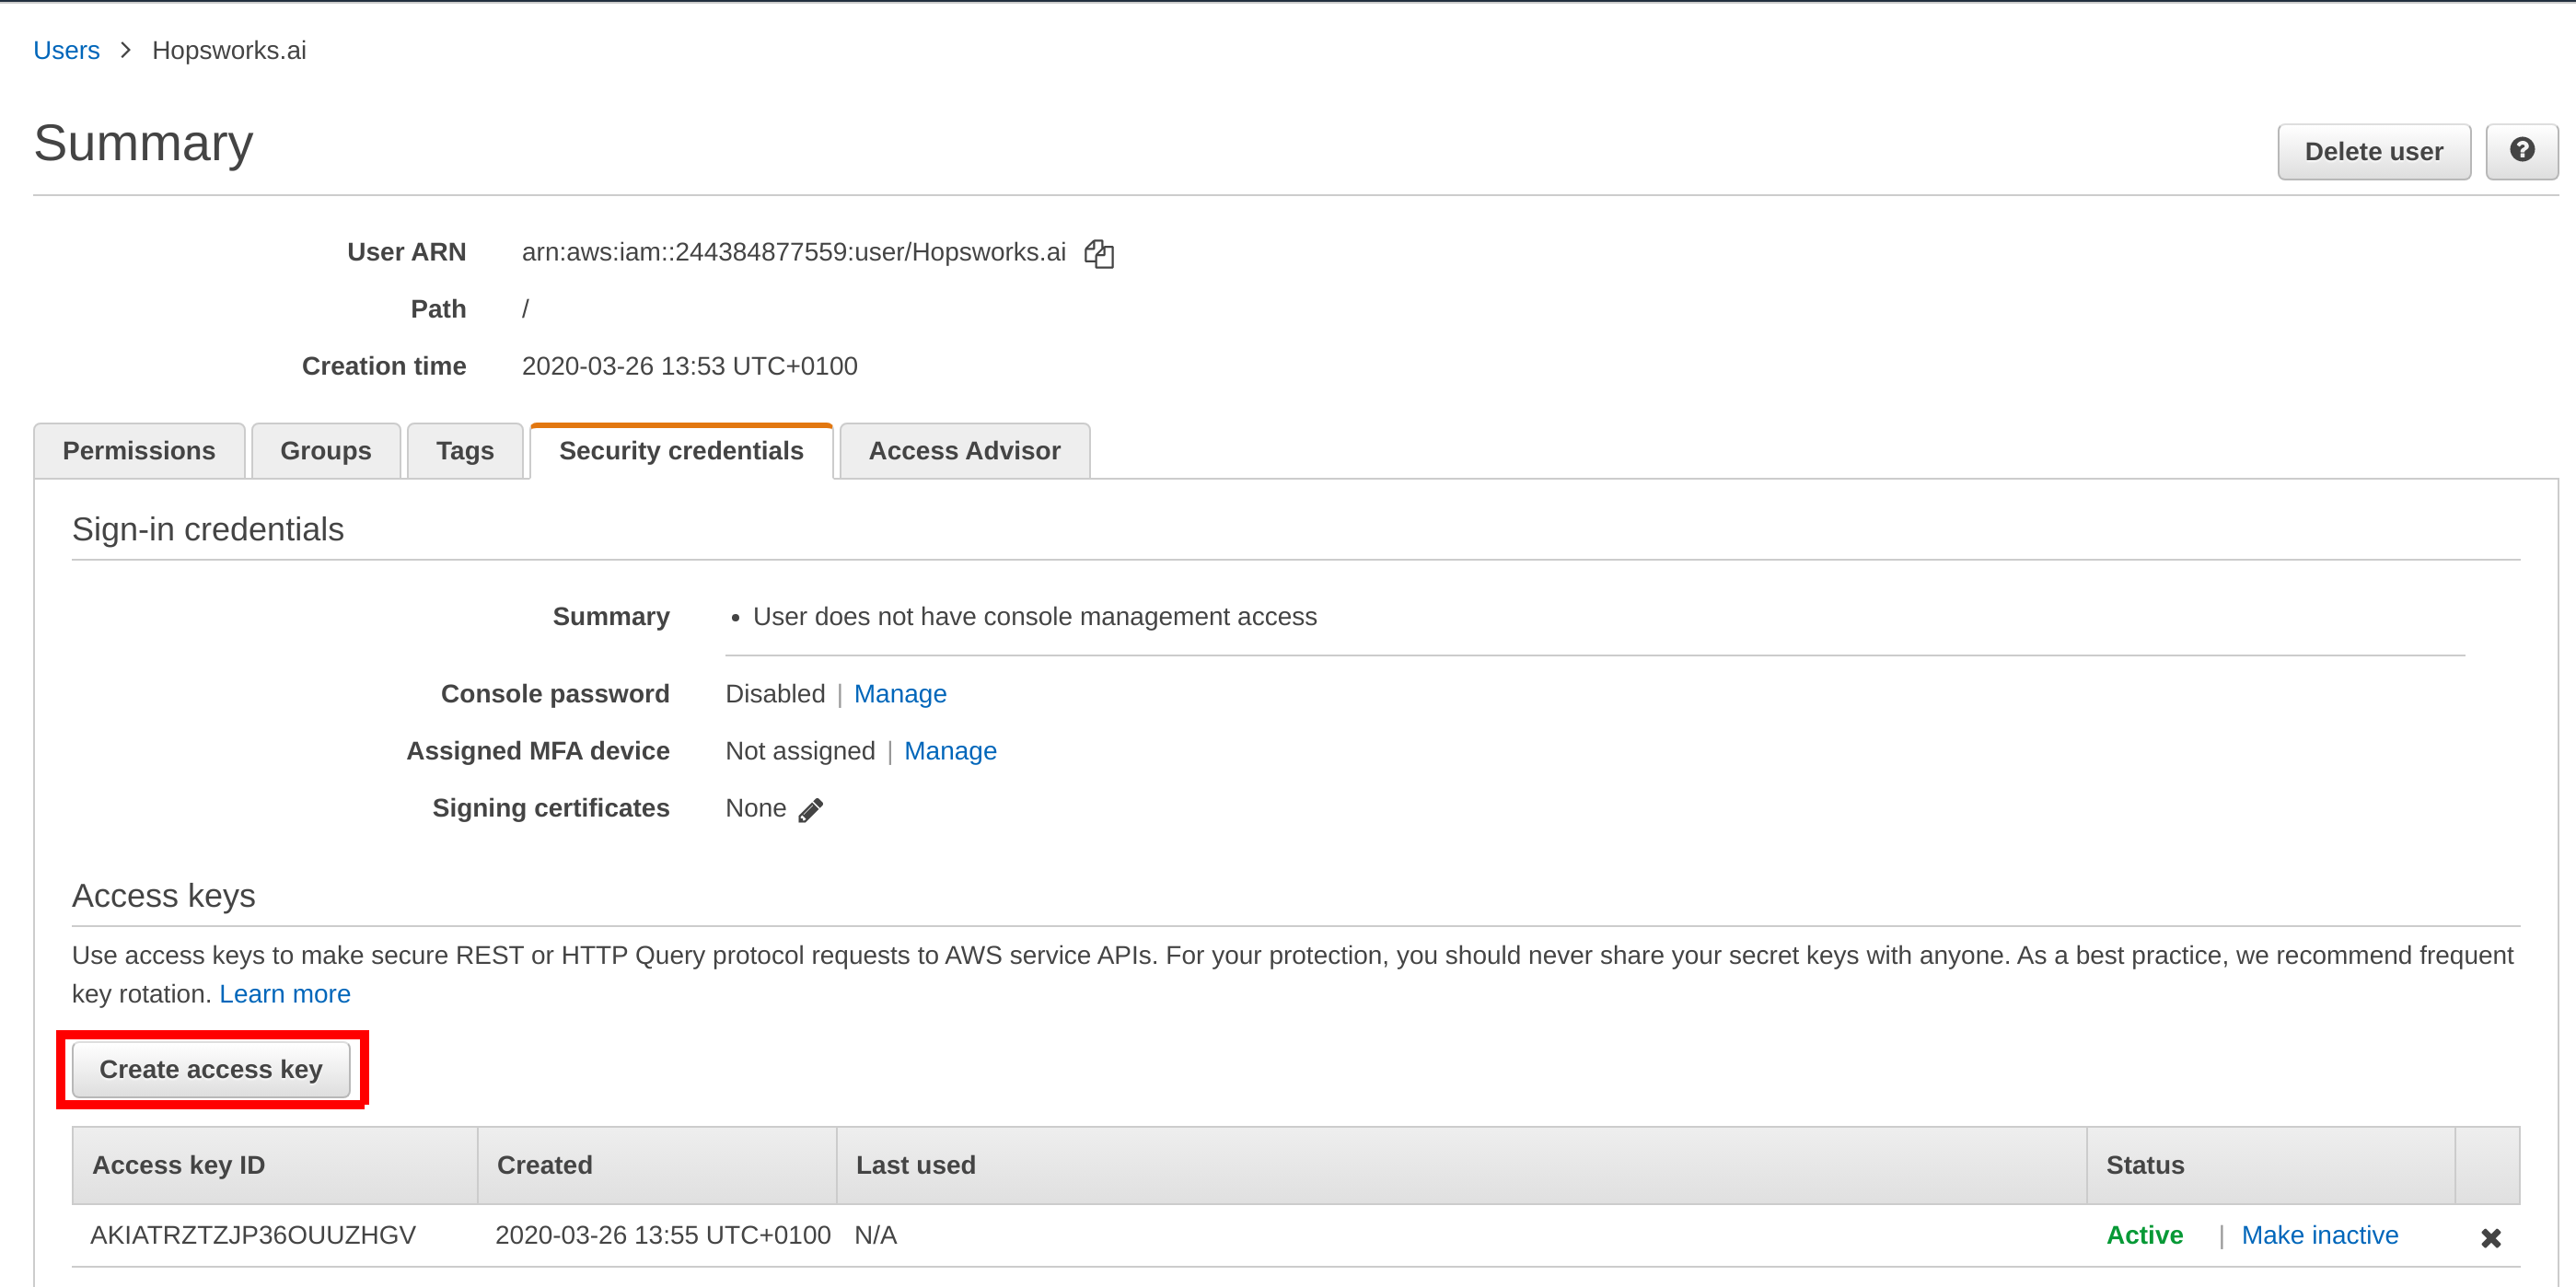 Users > Hopsworks.ai
Summary
Delete user
User ARN arn:aws:iam::244384877559:user/Hopsworks.ai
Path /
Creation time 2020-03-26 13:53 UTC+0100
Permissions Groups Tags Security credentials Access Advisor
Sign-in credentials
Summary • User does not have console management access
Console password Disabled | Manage
Assigned MFA device Not assigned | Manage
Signing certificates None
Access keys
Use access keys to make secure REST or HTTP Query protocol requests to AWS service APIs. For your protection, you should never share your secret keys with anyone. As a best practice, we recommend frequent
key rotation. Learn more
Create access key
Access key ID Created Last used Status
AKIATRZTZJP36OUUZHGV 2020-03-26 13:55 UTC+0100 N/A Active | Make inactive